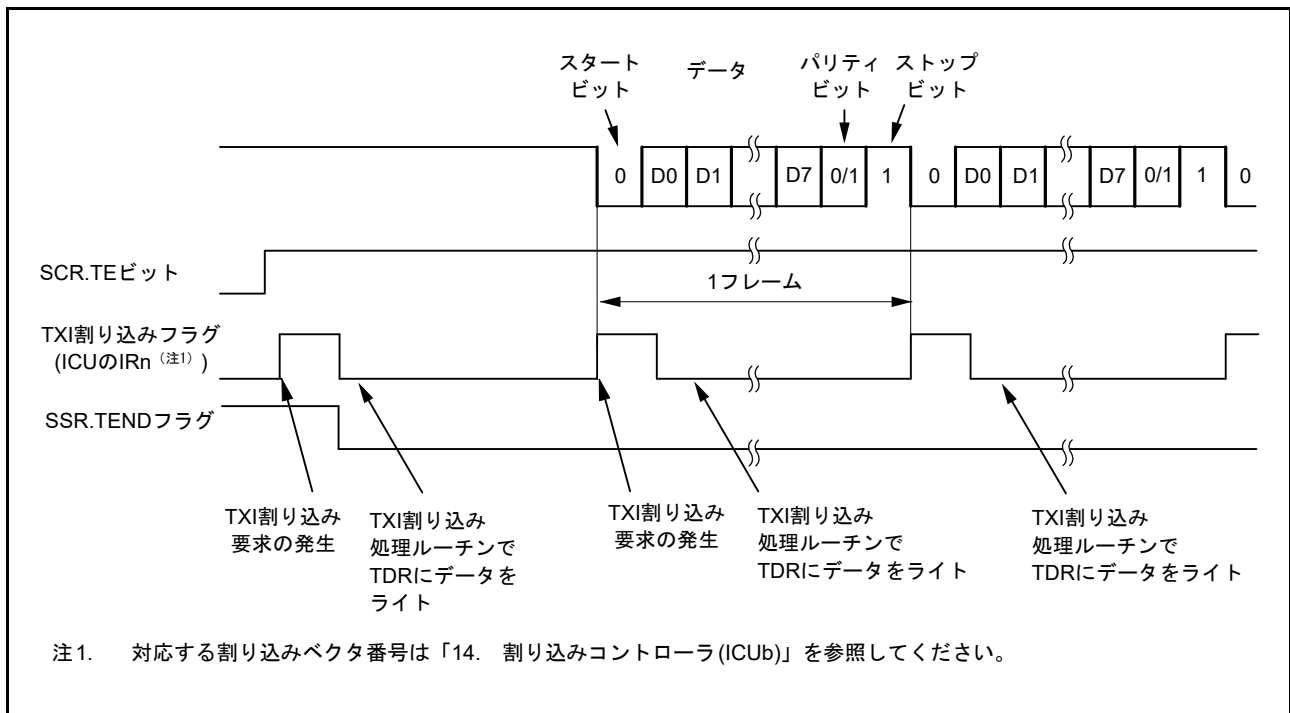 スタート
ビット
データ
パリティ
ビット
ストップ
ビット
0 D0 D1 D7 0/1 1 0 D0 D1 D7 0/1 1 0
SCR.TEビット
1フレーム
TXI割り込みフラグ
(ICUのIRn（注1）)
SSR.TENDフラグ
TXI割り込み
要求の発生
TXI割り込み
処理ルーチンで
TDRにデータを
ライト
TXI割り込み
要求の発生
TXI割り込み
処理ルーチンで
TDRにデータをライト
TXI割り込み
処理ルーチンで
TDRにデータをライト
注1. 対応する割り込みベクタ番号は「14. 割り込みコントローラ(ICUb)」を参照してください。